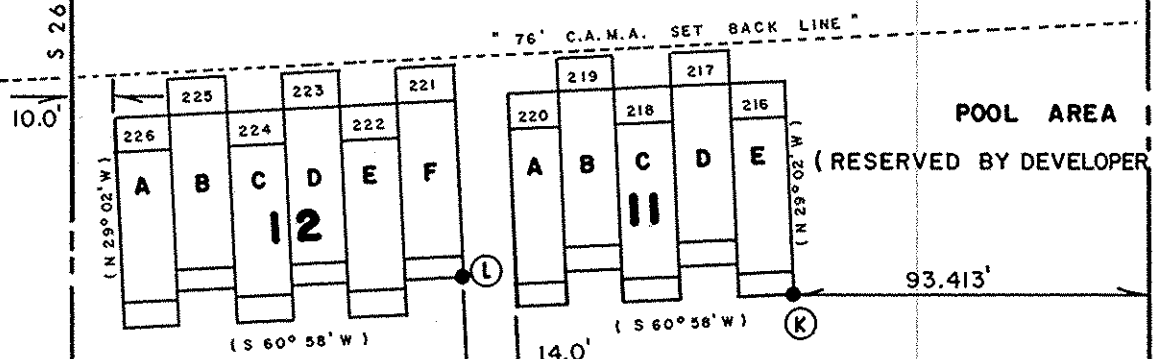 S 26
" 76' C.A.M.A. SET BACK LINE "
10.0'
226
225
224
223
222
221
220
219
218
217
216
POOL AREA
( RESERVED BY DEVELOPER
A
B
C
D
E
F
A
B
C
D
E
12
11
( N 29° 02' W )
( N 29° 02' W )
L
K
93.413'
( S 60° 58' W )
( S 60° 58' W )
14.0'